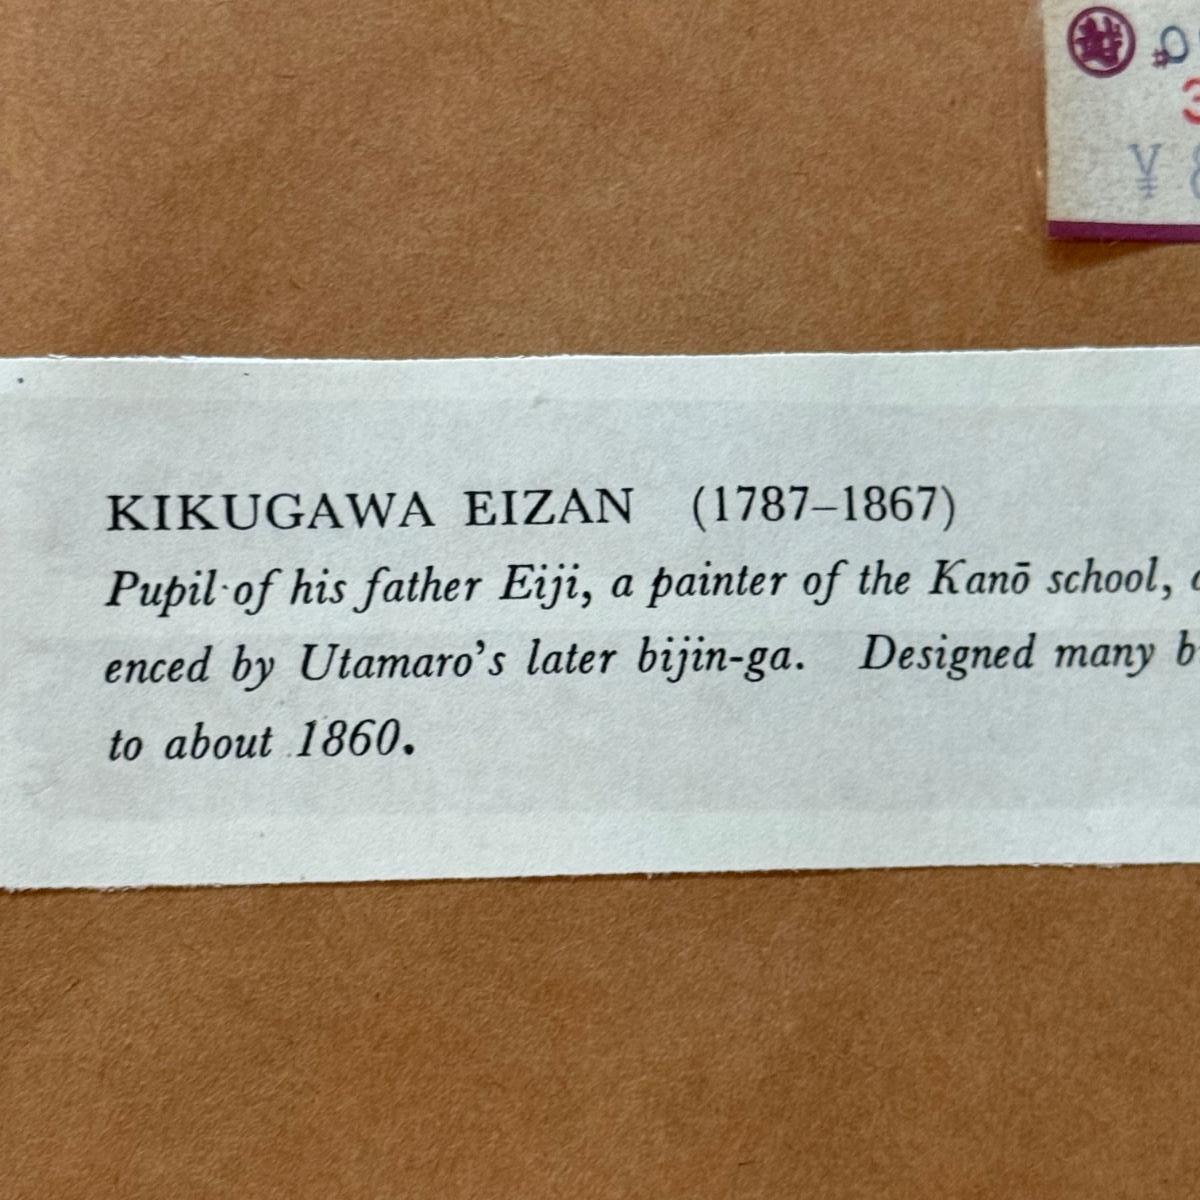 ¥
KIKUGAWA EIZAN (1787–1867)
Pupil of his father Eiji, a painter of the Kanō school,
enced by Utamaro's later bijin-ga. Designed many
to about 1860.